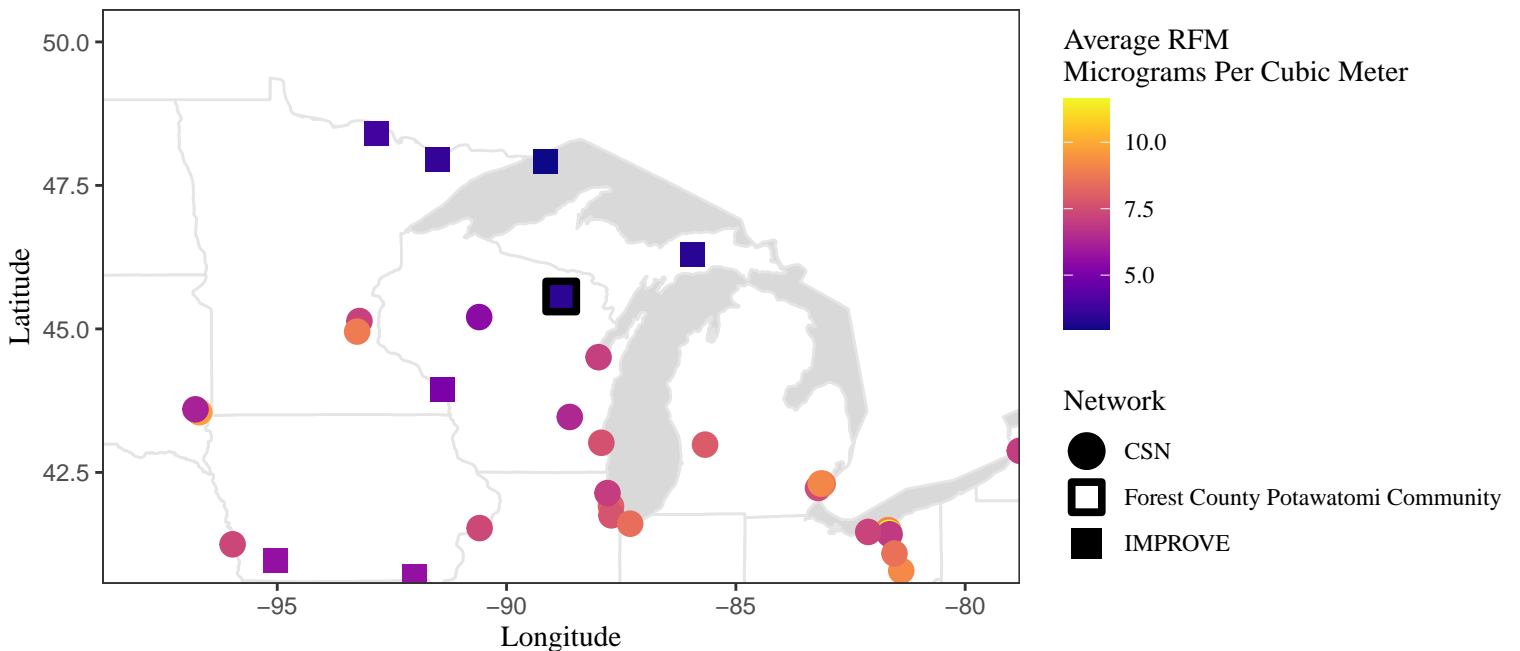 50.0
47.5
45.0
42.5
Latitude
−95
−90
−85
−80
Longitude
Average RFM
Micrograms Per Cubic Meter
10.0
7.5
5.0
Network
CSN
Forest County Potawatomi Community
IMPROVE